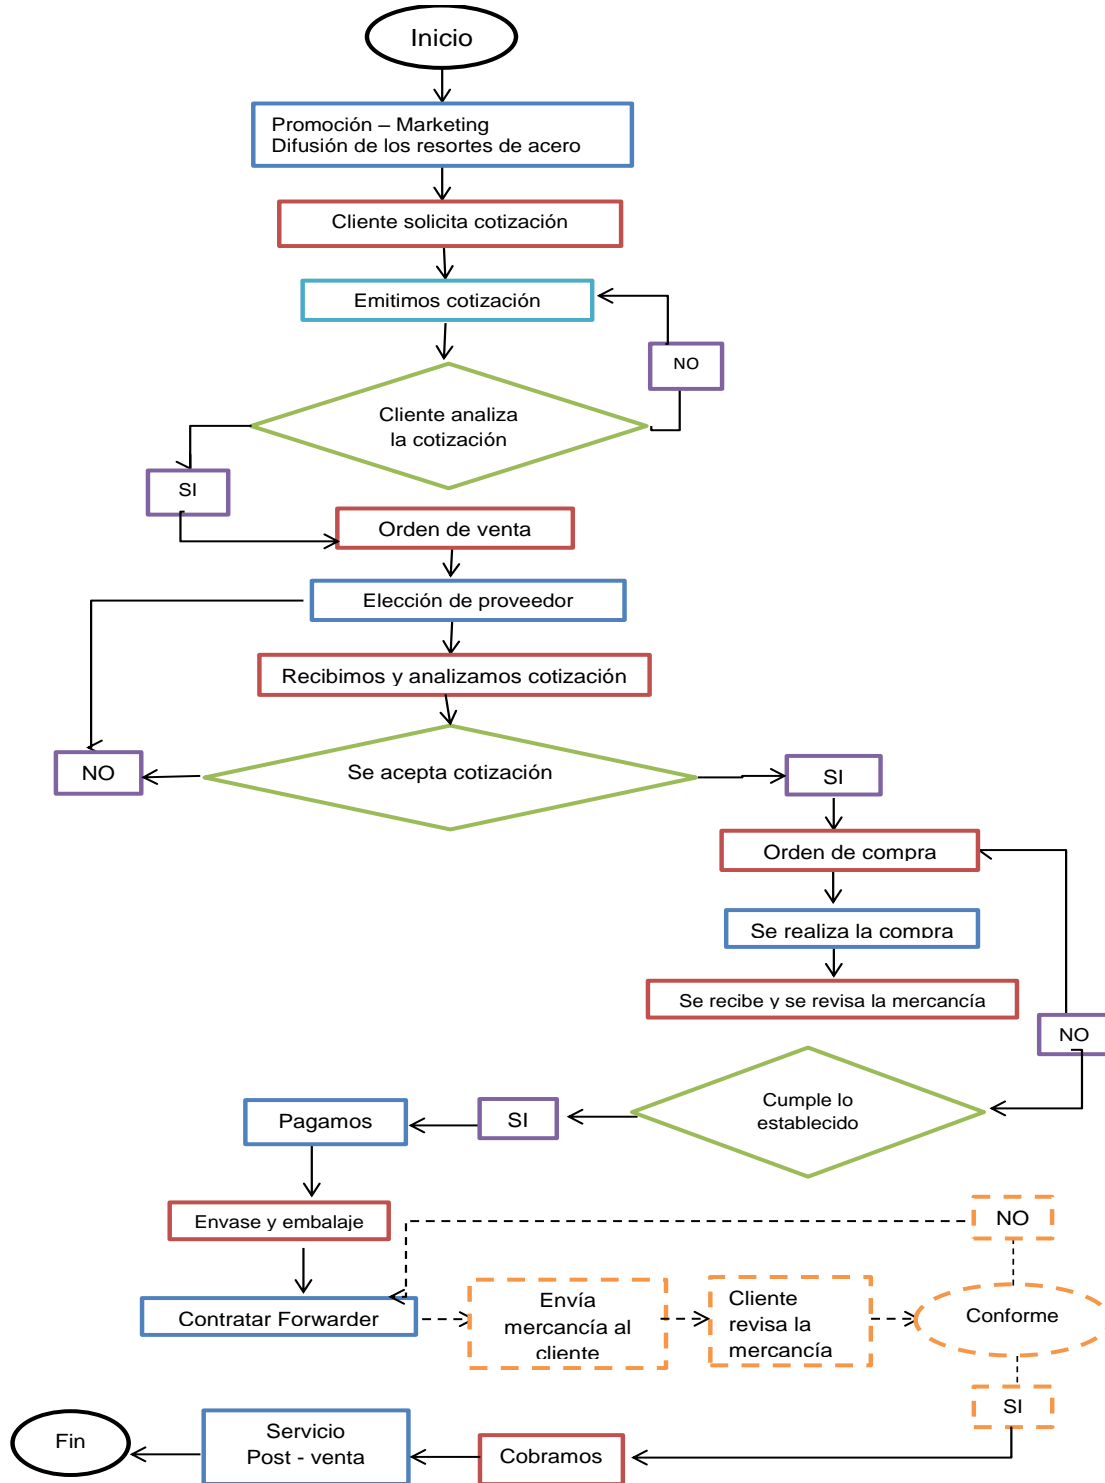 Inicio
Promoción – Marketing
Difusión de los resortes de acero
Cliente solicita cotización
Emitimos cotización
NO
Cliente analiza
la cotización
SI
Orden de venta
Elección de proveedor
Recibimos y analizamos cotización
NO
Se acepta cotización
SI
Orden de compra
Se realiza la compra
Se recibe y se revisa la mercancía
NO
Cumple lo
establecido
SI
Pagamos
Envase y embalaje
NO
Contratar Forwarder
Envía
mercancía al
cliente
Cliente
revisa la
mercancía
Conforme
SI
Cobramos
Servicio
Post - venta
Fin